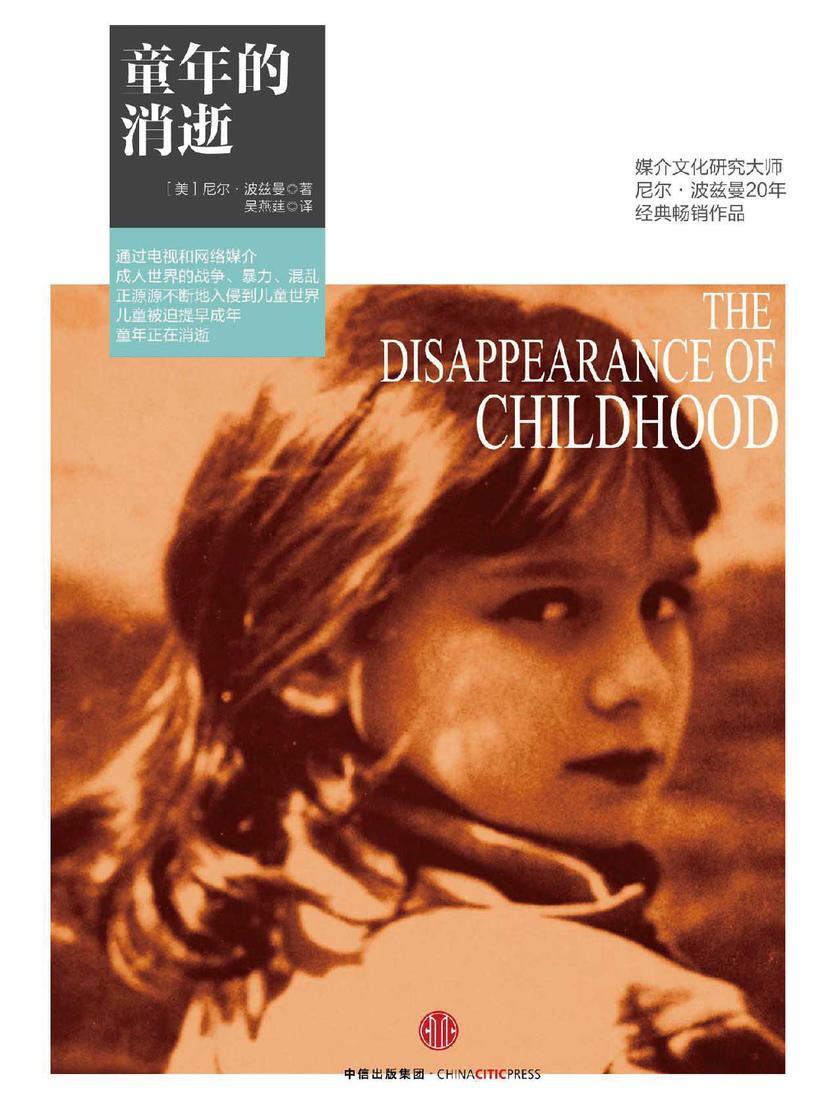 童年的
消逝
[美]尼尔·波兹曼◎著
吴燕莛◎译
媒介文化研究大师
尼尔·波兹曼20年
经典畅销作品
通过电视和网络媒介
成人世界的战争、暴力、混乱
正源源不断地入侵到儿童世界
儿童被迫提早成年
童年正在消逝
THE
DISAPPEARANCE OF
CHILDHOOD
中信出版集团·CHINACITICPRESS